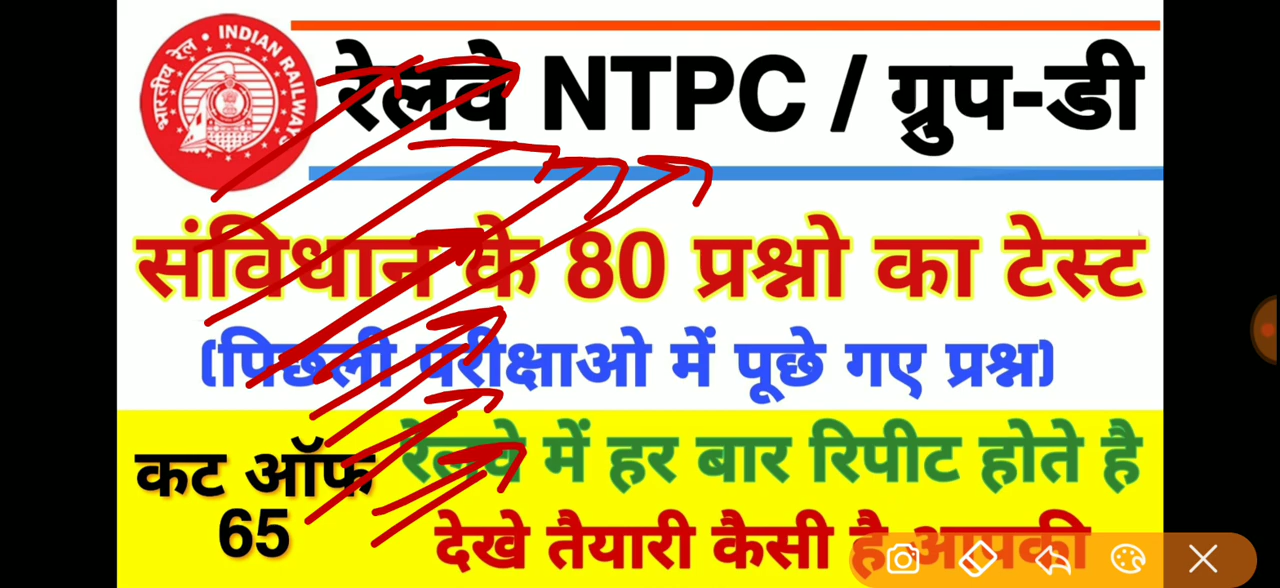 भारतीय रेल • INDIAN RAILWAYS
रेलवे NTPC / ग्रुप-डी
संविधान के 80 प्रश्नो का टेस्ट
(पिछली परीक्षाओ में पूछे गए प्रश्न)
कट ऑफ
65
रेलवे में हर बार रिपीट होते है
देखे तैयारी कैसी है आपकी